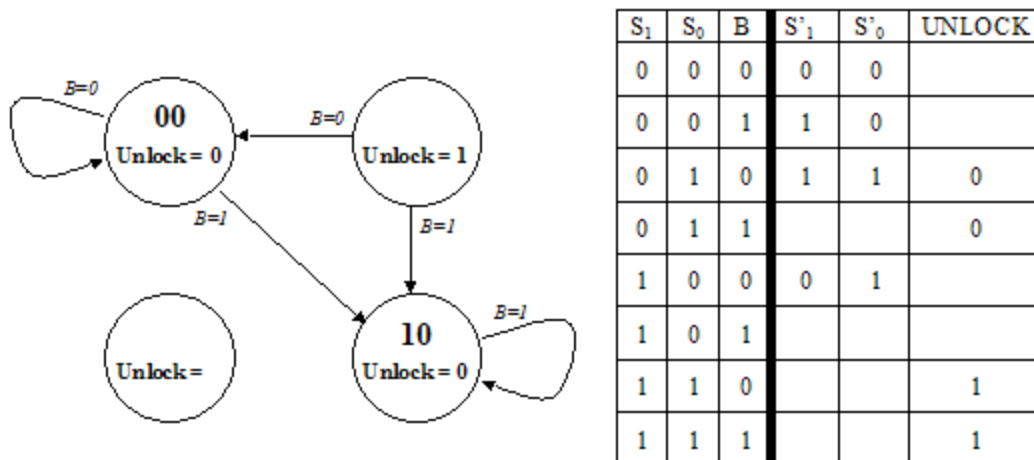 B=0
00
Unlock = 0
B=0
Unlock = 1
B=1
B=1
Unlock =
10
Unlock = 0
B=1
S₁ S₀ B S'₁ S'₀ UNLOCK
0 0 0 0 0
0 0 1 1 0
0 1 0 1 1 0
0 1 1 0
1 0 0 0 1
1 0 1
1 1 0 1
1 1 1 1